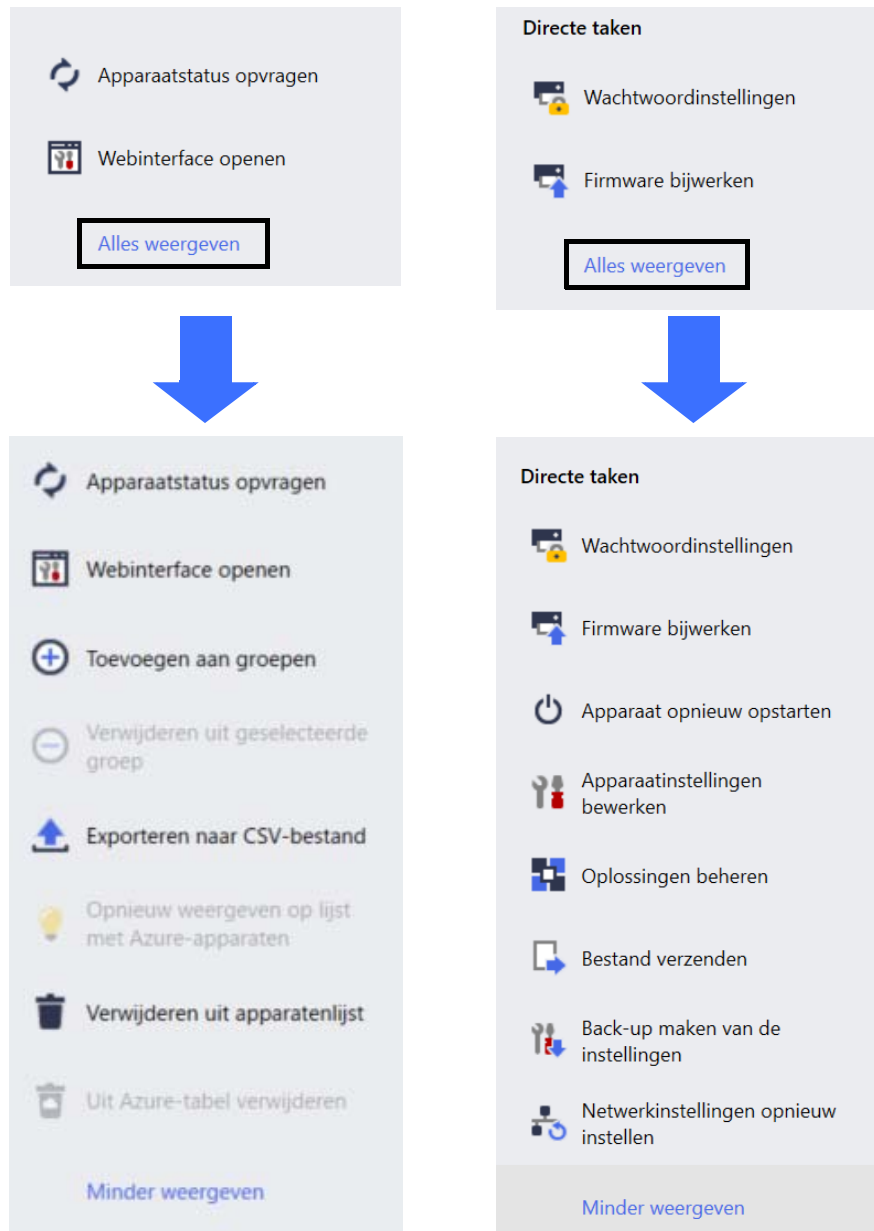 Apparaatstatus opvragen
Webinterface openen
Alles weergeven
Directe taken
Wachtwoordinstellingen
Firmware bijwerken
Alles weergeven
Apparaatstatus opvragen
Webinterface openen
Toevoegen aan groepen
Verwijderen uit geselecteerde
groep
Exporteren naar CSV-bestand
Opnieuw weergeven op lijst
met Azure-apparaten
Verwijderen uit apparatenlijst
Uit Azure-tabel verwijderen
Minder weergeven
Directe taken
Wachtwoordinstellingen
Firmware bijwerken
Apparaat opnieuw opstarten
Apparaatinstellingen
bewerken
Oplossingen beheren
Bestand verzenden
Back-up maken van de
instellingen
Netwerkinstellingen opnieuw
instellen
Minder weergeven